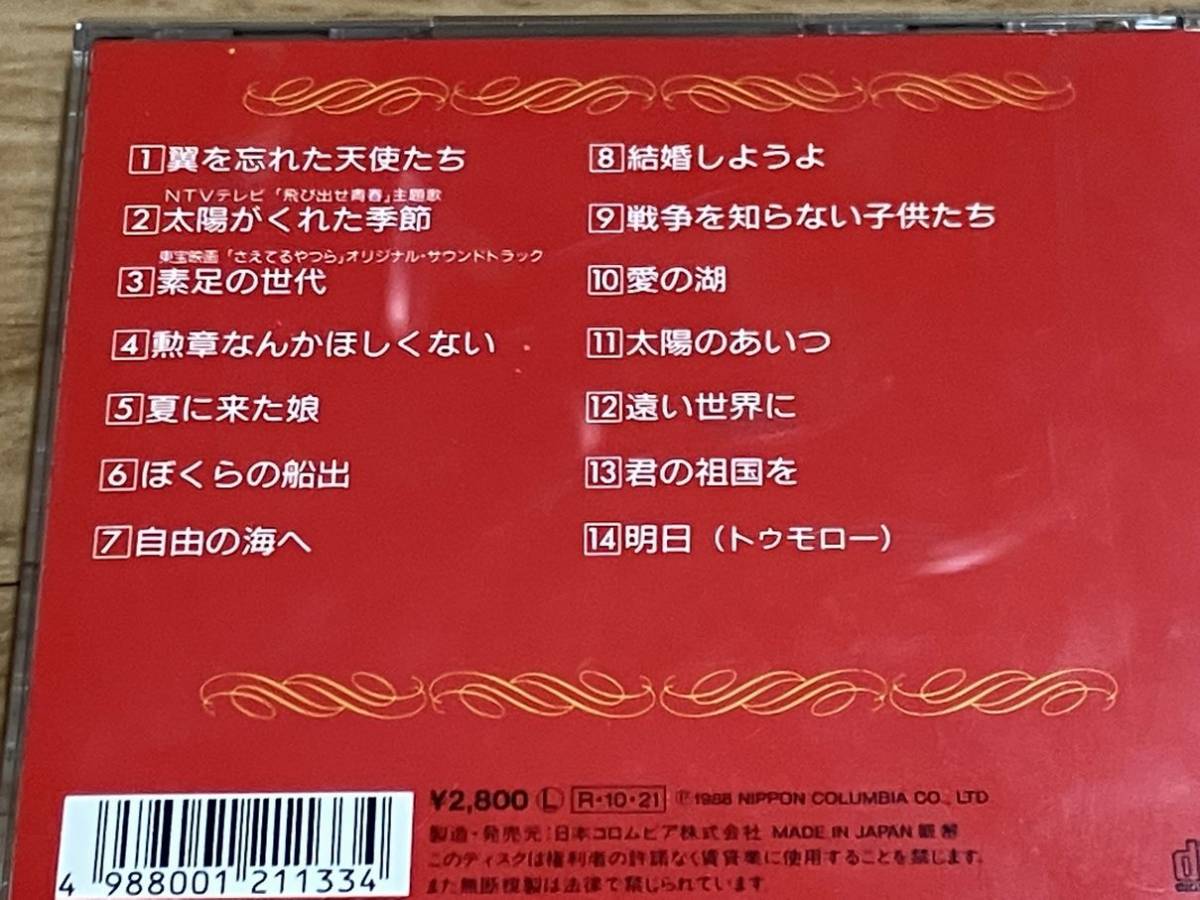 1 翼を忘れた天使たち
NTVテレビ「飛び出せ青春」主題歌
2 太陽がくれた季節
東宝映画「さえてるやつら」オリジナル・サウンドトラック
3 素足の世代
4 勲章なんかほしくない
5 夏に来た娘
6 ぼくらの船出
7 自由の海へ
8 結婚しようよ
9 戦争を知らない子供たち
10 愛の湖
11 太陽のあいつ
12 遠い世界に
13 君の祖国を
14 明日(トゥモロー)
¥2,800 Ⓛ R・10・21 Ⓟ1988 NIPPON COLUMBIA CO., LTD
製造・発売元:日本コロムビア株式会社 MADE IN JAPAN
このディスクは権利者の許諾なく賃貸業に使用することを禁じます。
また無断複製は法律で禁じられています。
4 988001 211334